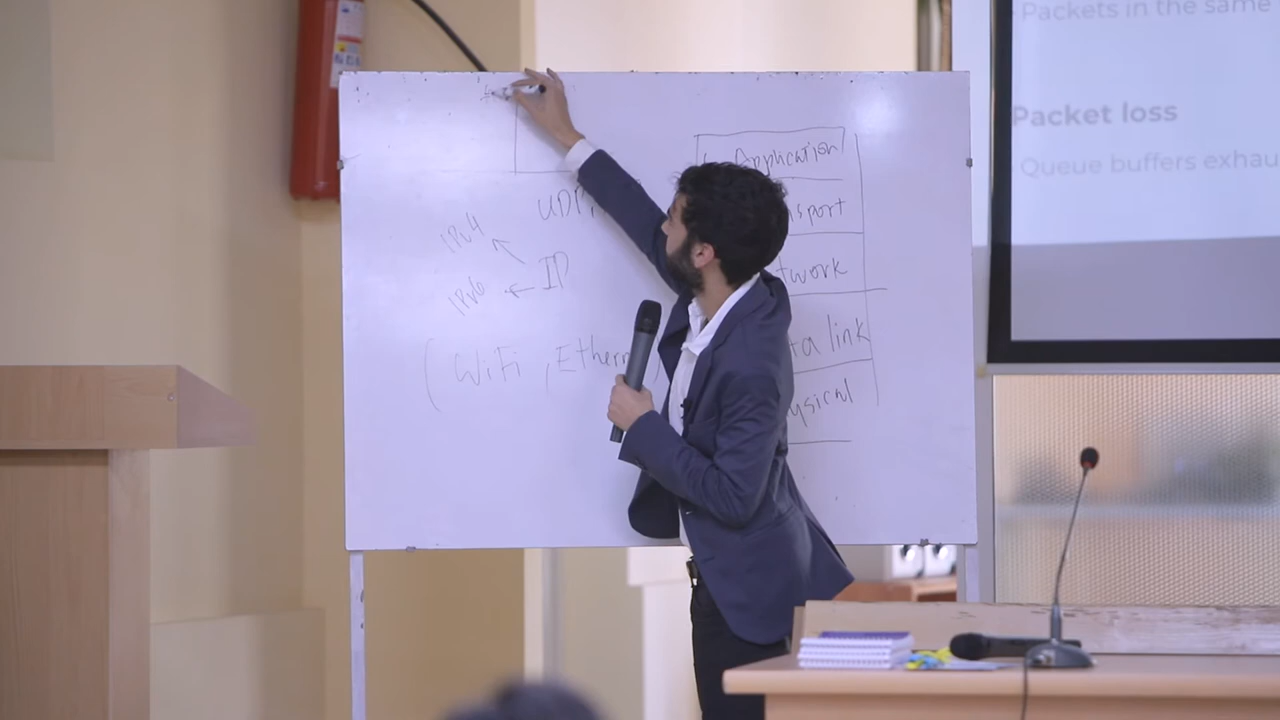 Packets in the same
Packet loss
Queue buffers exhau
Application
UDP,
sport
IPv4
IP
twork
IPv6
(WiFi, Ethern
ta link
ysical